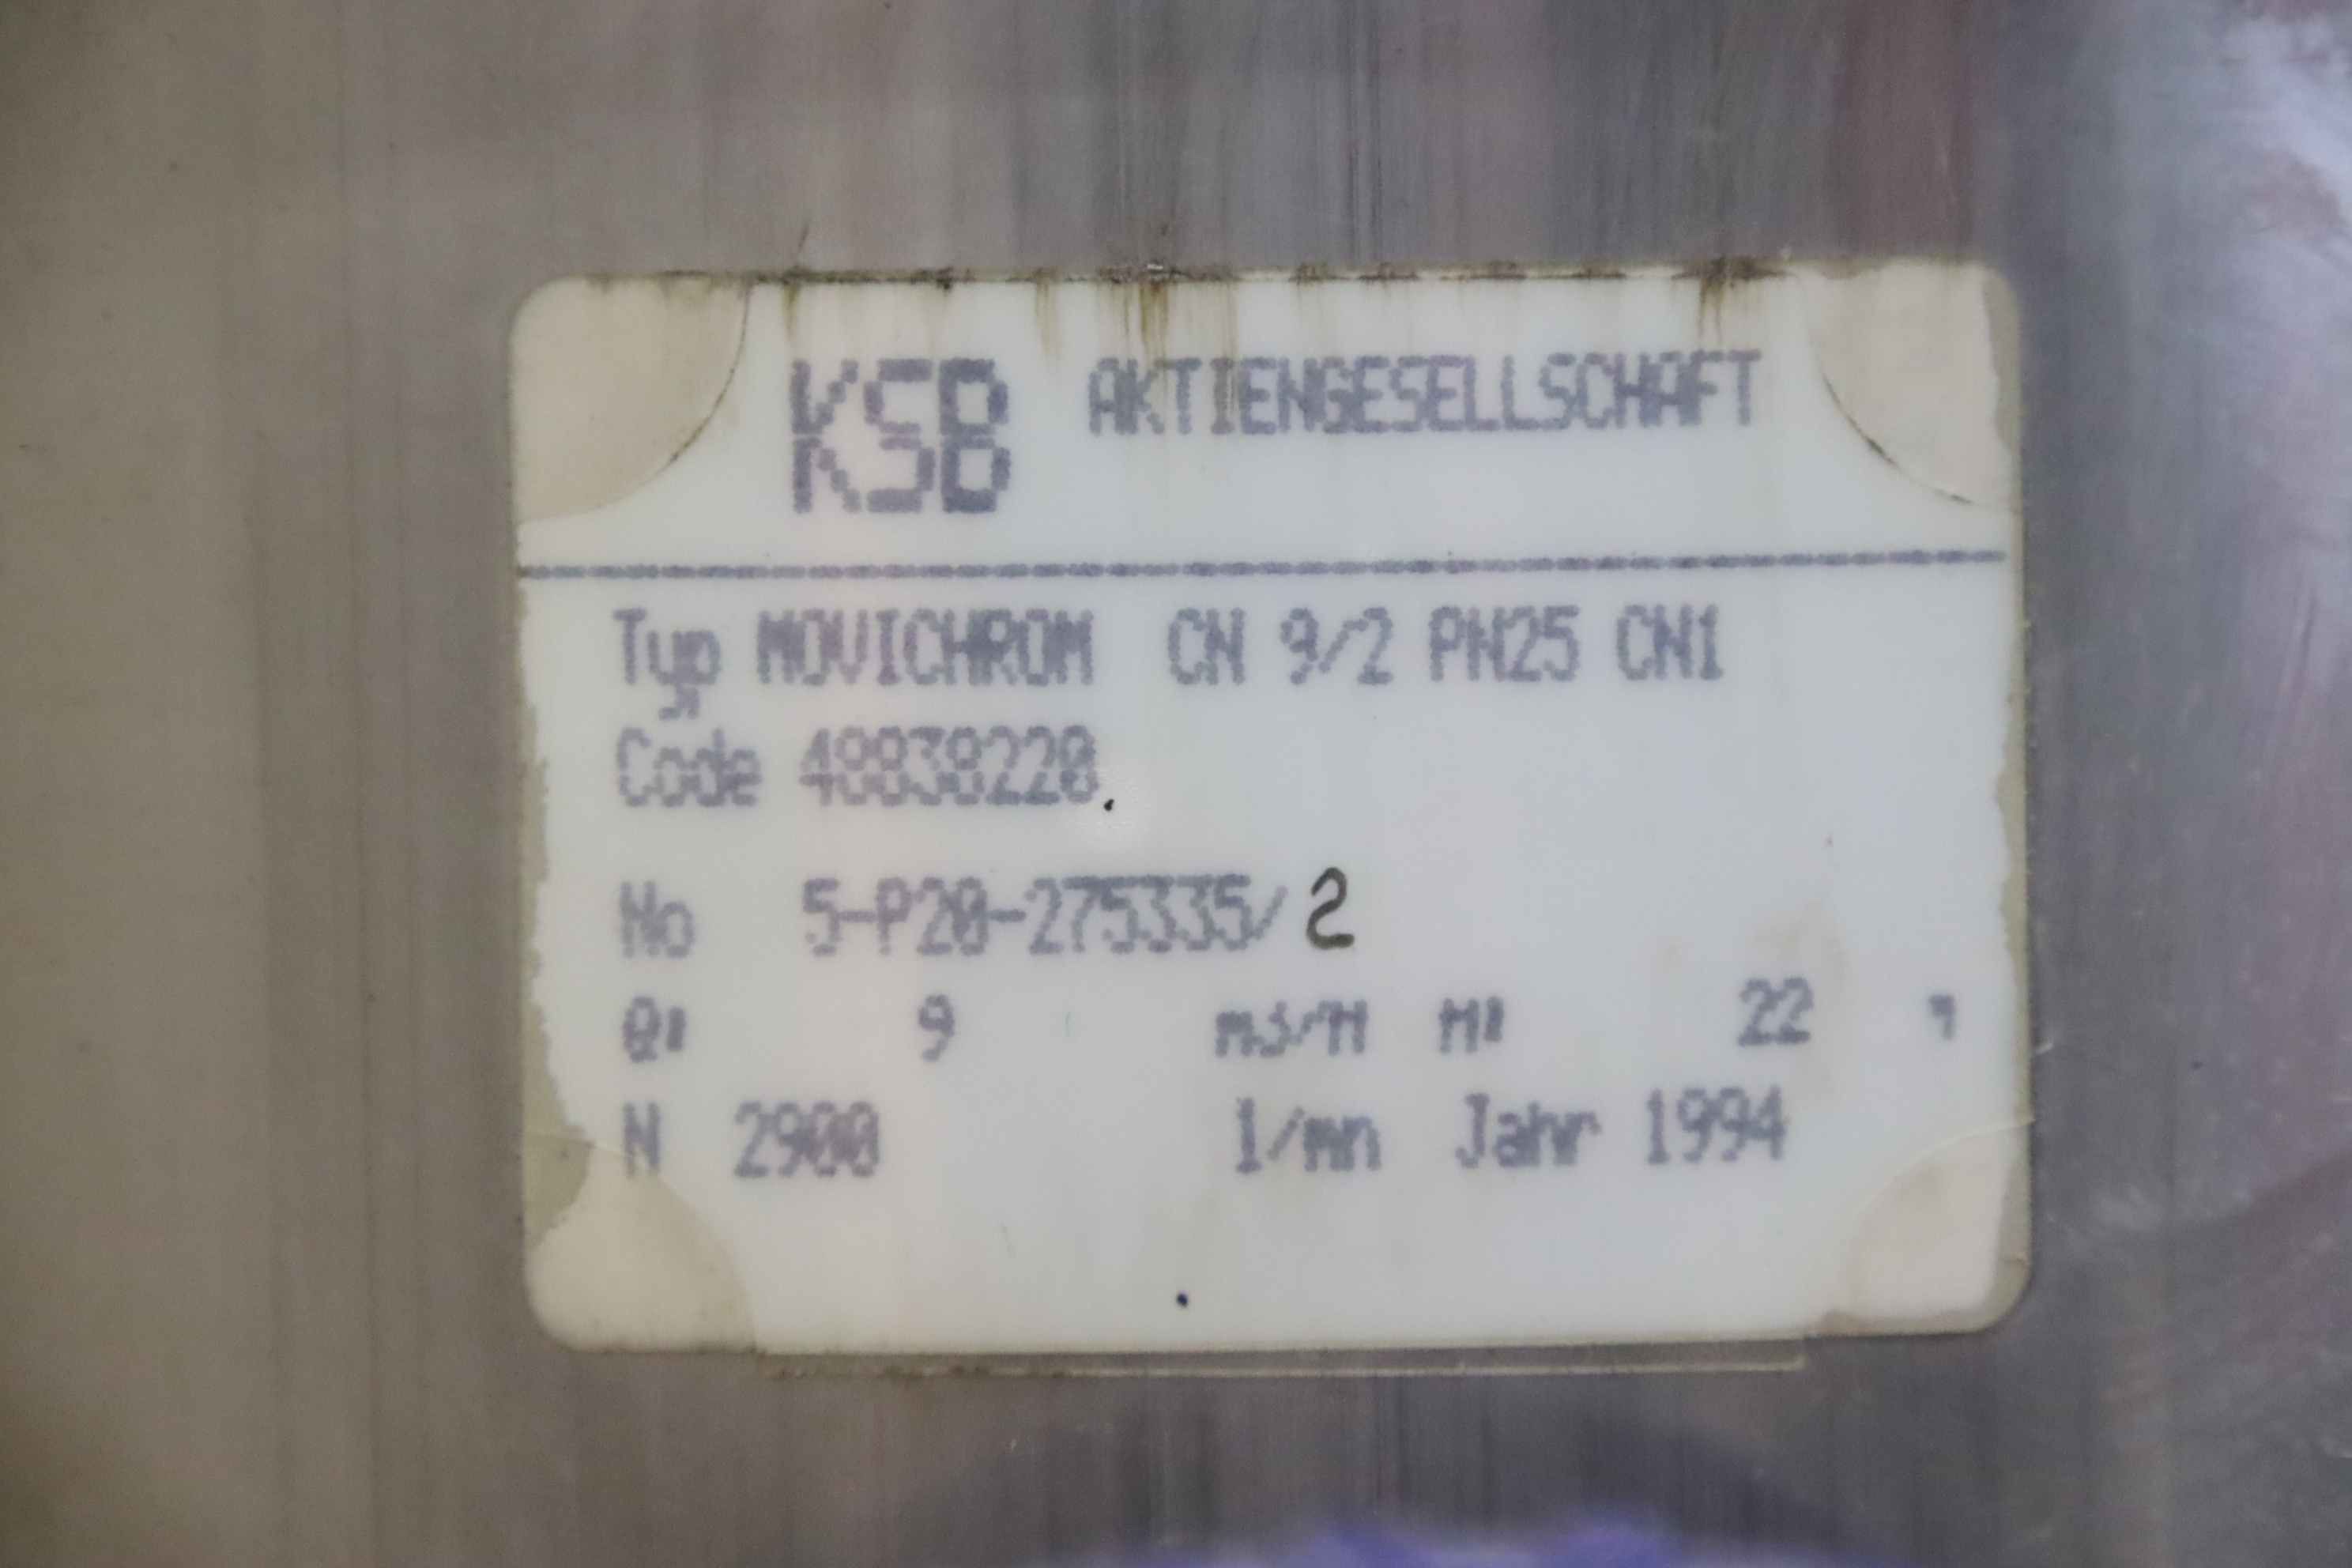 KSB AKTIENGESELLSCHAFT
Typ MOVICHROM CN 9/2 PN25 CN1
Code 48838220
No 5-P20-275335/2
Q= 9 m3/H H= 22 m
N 2900 1/mn Jahr 1994